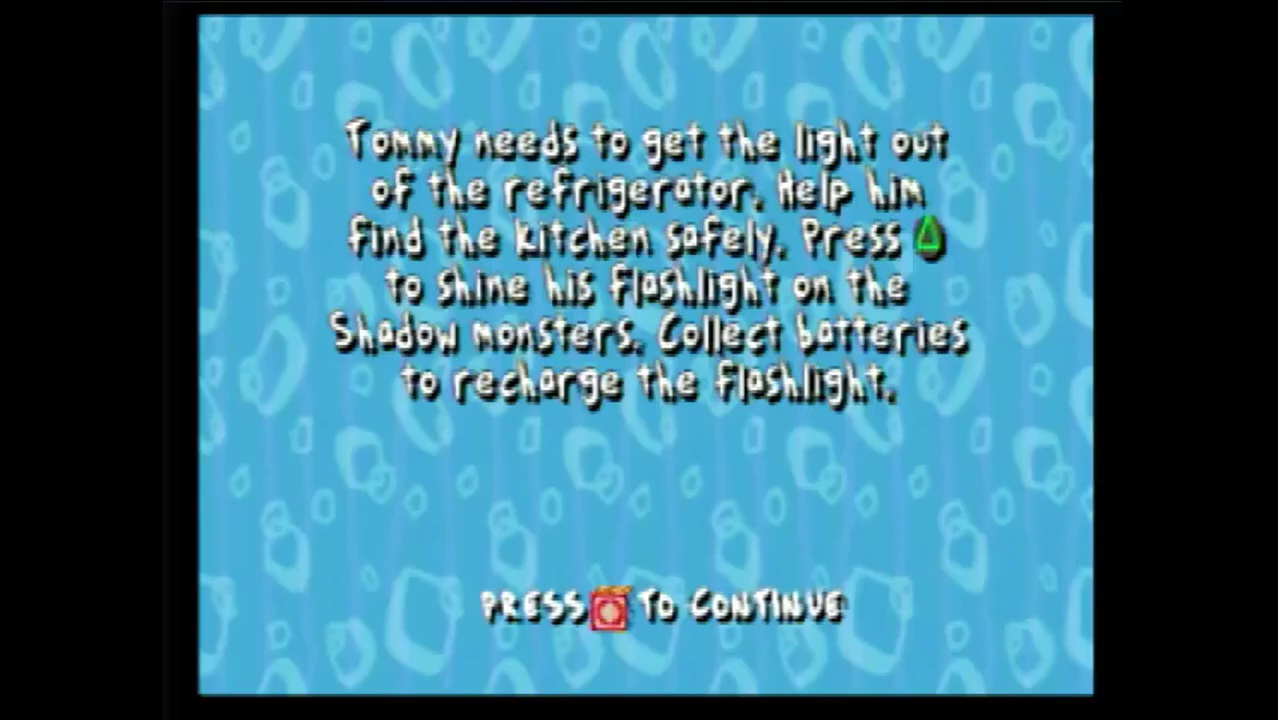 Tommy needs to get the light out
of the refrigerator. Help him
find the kitchen safely. Press
to shine his flashlight on the
Shadow monsters. Collect batteries
to recharge the flashlight.
PRESS TO CONTINUE